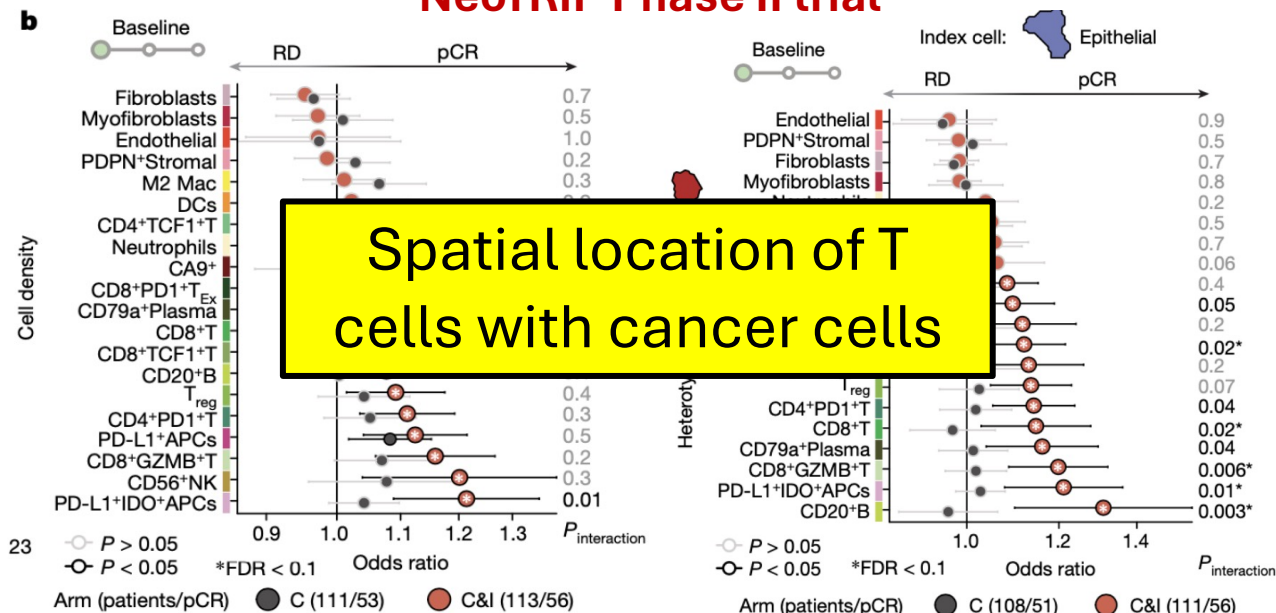 NeoTRIP Phase II trial
b
Baseline
RD
pCR
Fibroblasts
0.7
Myofibroblasts
0.5
Endothelial
1.0
PDPN⁺Stromal
0.2
M2 Mac
0.3
DCs
CD4⁺TCF1⁺T
Neutrophils
CA9⁺
CD8⁺PD1⁺T_Ex
CD79a⁺Plasma
CD8⁺T
CD8⁺TCF1⁺T
CD20⁺B
T_reg
0.4
CD4⁺PD1⁺T
0.3
PD-L1⁺APCs
0.5
CD8⁺GZMB⁺T
0.2
CD56⁺NK
0.3
PD-L1⁺IDO⁺APCs
0.01
Cell density
0.9 1.0 1.1 1.2 1.3
P_interaction
Odds ratio
23
P > 0.05
P < 0.05
*FDR < 0.1
Arm (patients/pCR) C (111/53) C&I (113/56)
Spatial location of T
cells with cancer cells
Index cell: Epithelial
Baseline
RD
pCR
Endothelial
0.9
PDPN⁺Stromal
0.5
Fibroblasts
0.7
Myofibroblasts
0.8
0.2
0.5
0.7
0.06
0.4
0.05
0.2
0.02*
0.2
T_reg
0.07
CD4⁺PD1⁺T
0.04
CD8⁺T
0.02*
CD79a⁺Plasma
0.04
CD8⁺GZMB⁺T
0.006*
PD-L1⁺IDO⁺APCs
0.01*
CD20⁺B
0.003*
1.0 1.2 1.4
P > 0.05
P < 0.05
*FDR < 0.1
Odds ratio
P_interaction
Arm (patients/pCR) C (108/51) C&I (111/56)